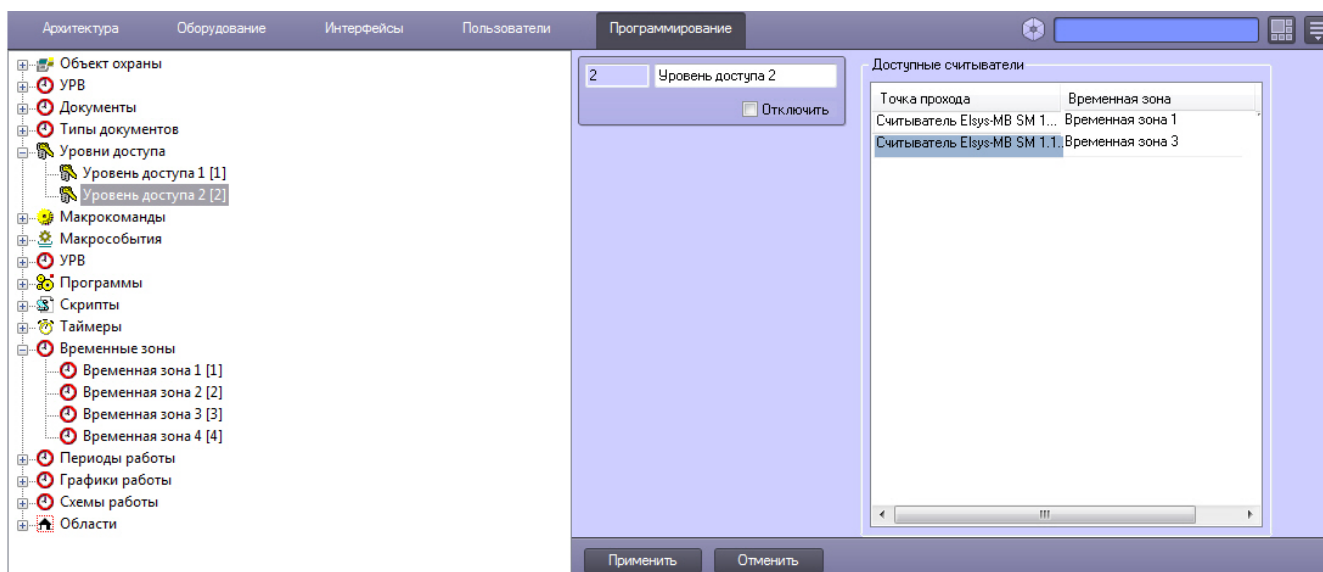 Архитектура Оборудование Интерфейсы Пользователи Программирование
Объект охраны
УРВ
Документы
Типы документов
Уровни доступа
Уровень доступа 1 [1]
Уровень доступа 2 [2]
Макрокоманды
Макрособытия
УРВ
Программы
Скрипты
Таймеры
Временные зоны
Временная зона 1 [1]
Временная зона 2 [2]
Временная зона 3 [3]
Временная зона 4 [4]
Периоды работы
Графики работы
Схемы работы
Области
2 Уровень доступа 2
Отключить
Доступные считыватели
Точка прохода Временная зона
Считыватель Elsys-MB SM 1... Временная зона 1
Считыватель Elsys-MB SM 1.1.. Временная зона 3
Применить Отменить